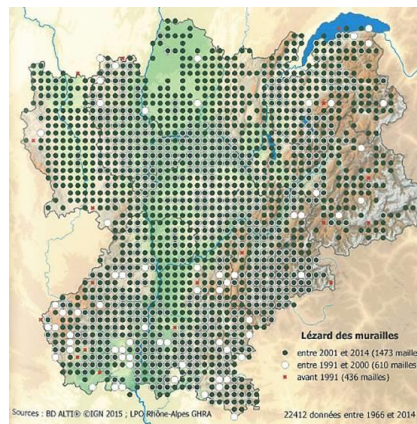 Lézard des murailles
entre 2001 et 2014 (1473 mailles
entre 1991 et 2000 (610 mailles
avant 1991 (436 mailles)
Sources : BD ALTI® ©IGN 2015 ; LPO Rhône-Alpes GHRA
22412 données entre 1966 et 2014